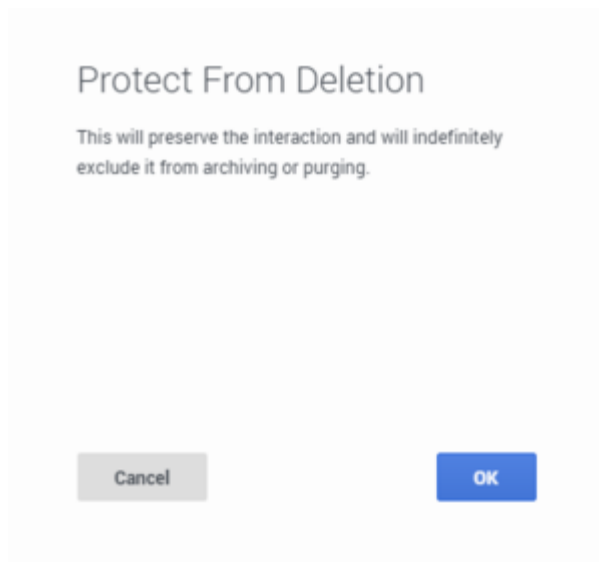 Protect From Deletion
This will preserve the interaction and will indefinitely
exclude it from archiving or purging.
Cancel
OK